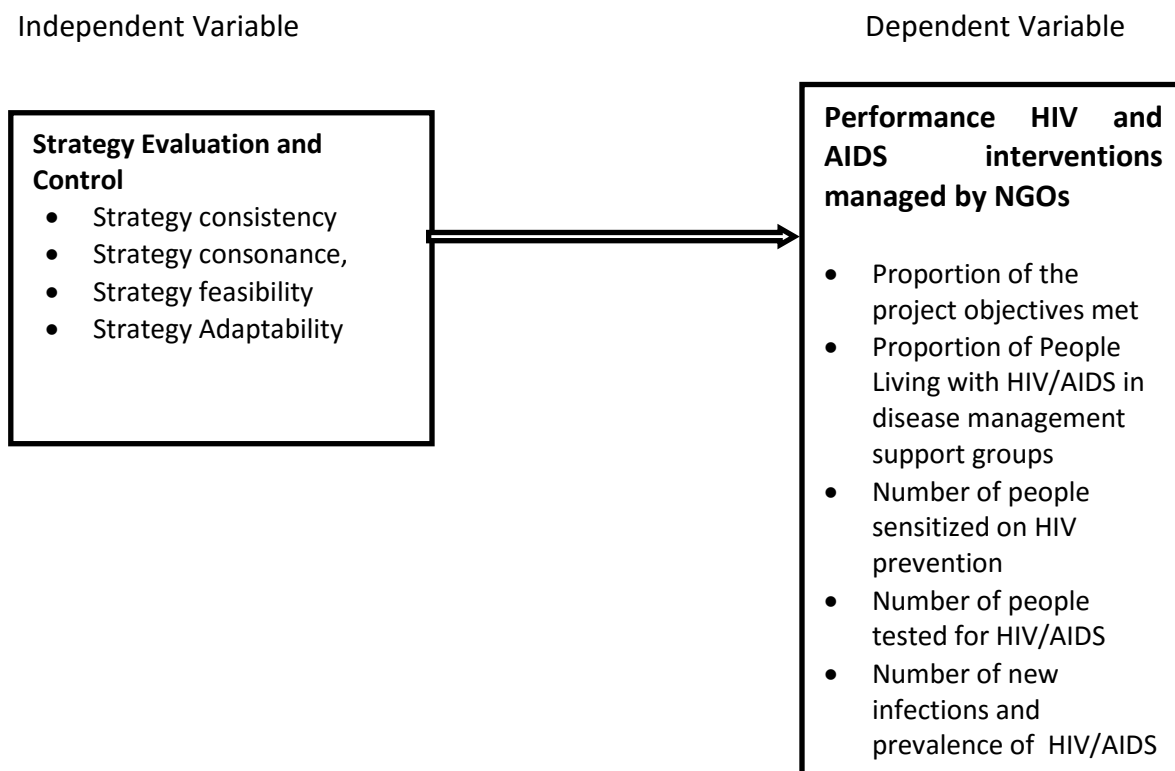 Independent Variable
Dependent Variable
Strategy Evaluation and
Control
• Strategy consistency
• Strategy consonance,
• Strategy feasibility
• Strategy Adaptability
Performance HIV and
AIDS interventions
managed by NGOs
• Proportion of the
project objectives met
• Proportion of People
Living with HIV/AIDS in
disease management
support groups
• Number of people
sensitized on HIV
prevention
• Number of people
tested for HIV/AIDS
• Number of new
infections and
prevalence of HIV/AIDS